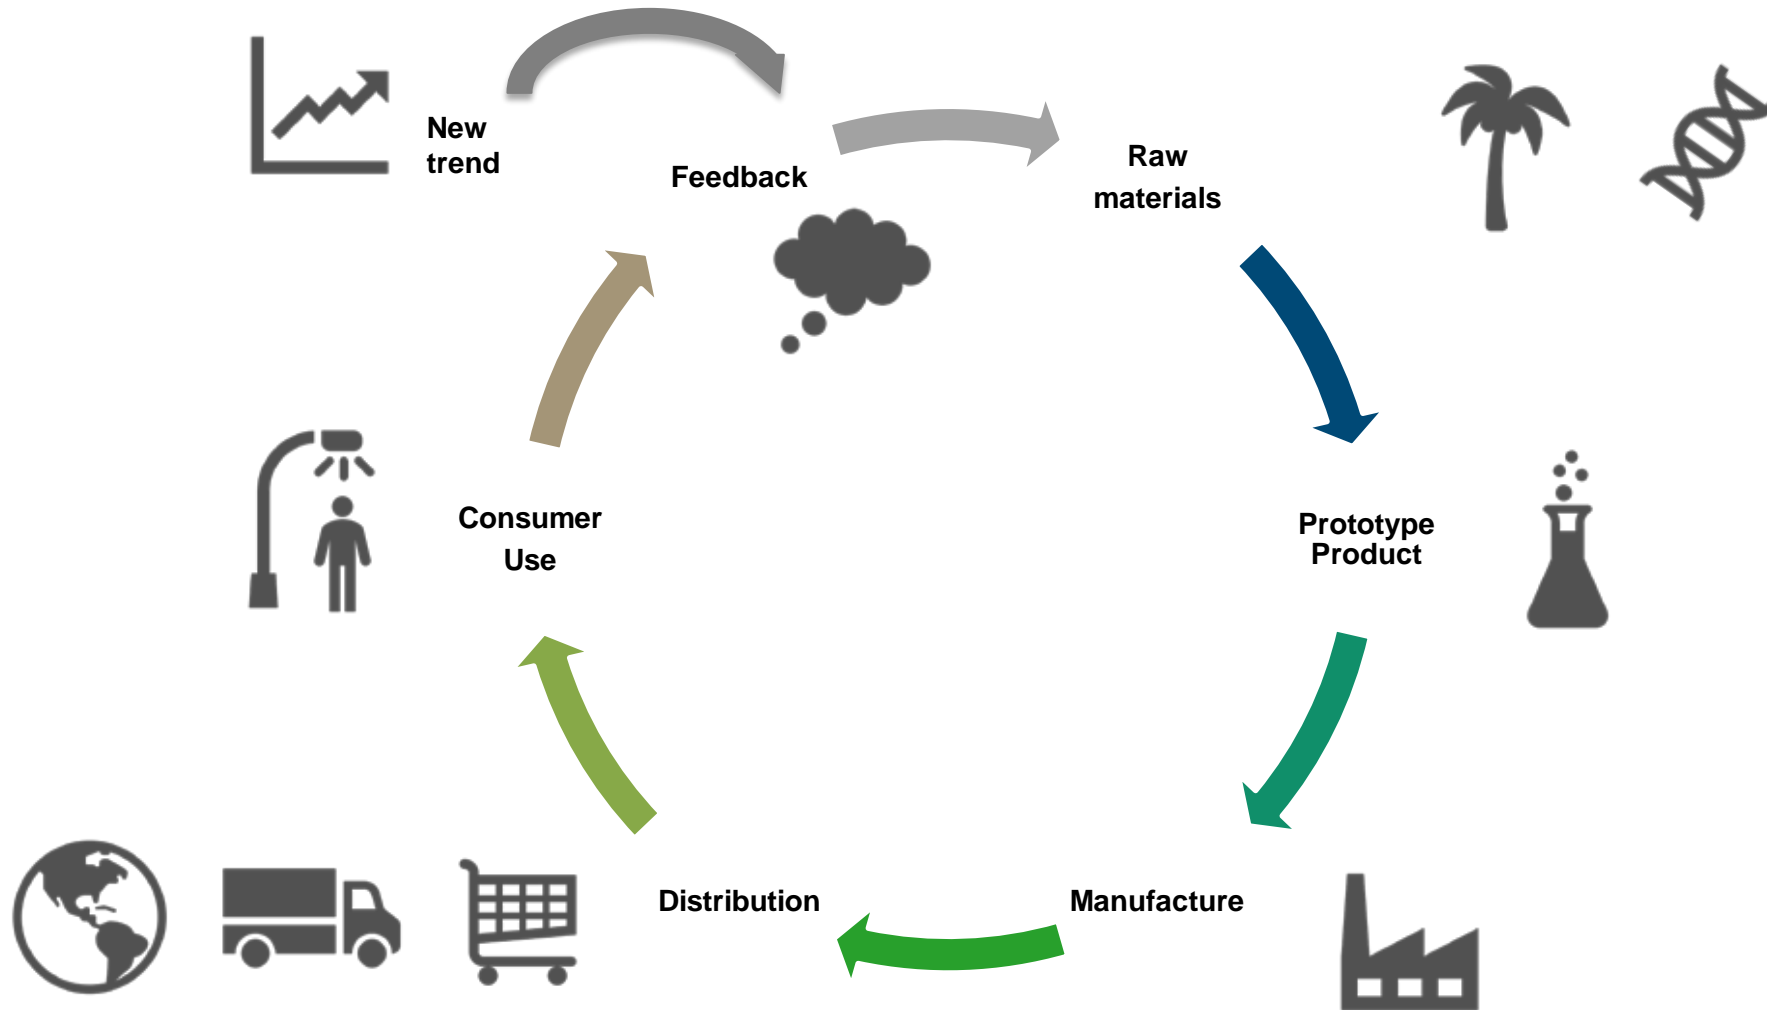 New
trend
Feedback
Raw
materials
Consumer
Use
Prototype
Product
Distribution
Manufacture